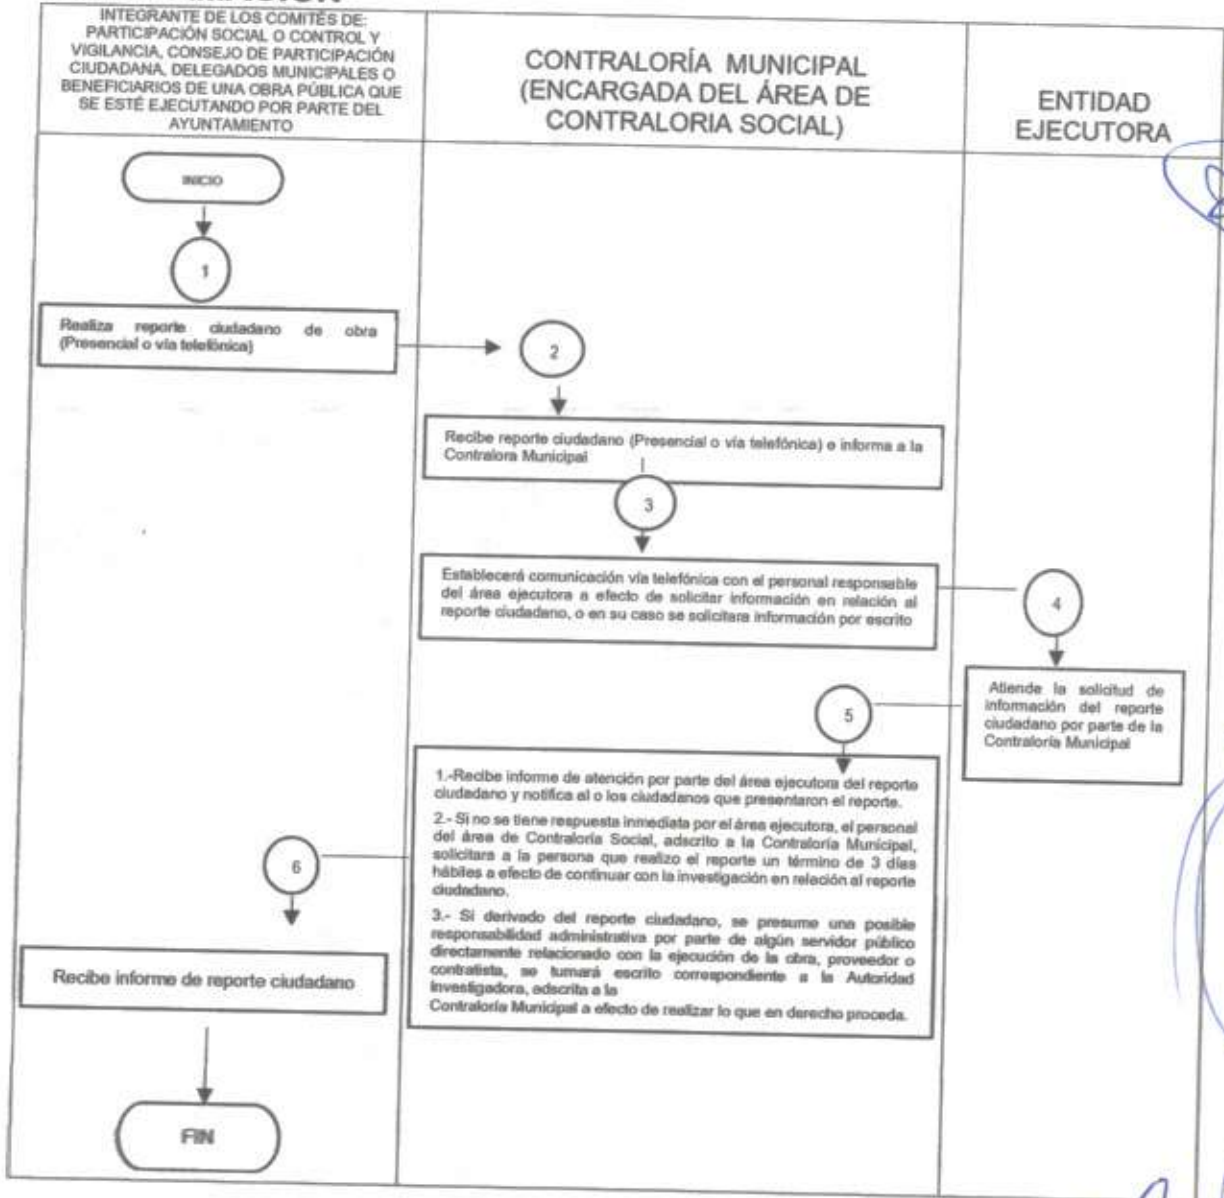 INTEGRANTE DE LOS COMITÉS DE:
PARTICIPACIÓN SOCIAL O CONTROL Y
VIGILANCIA, CONSEJO DE PARTICIPACIÓN
CIUDADANA, DELEGADOS MUNICIPALES O
BENEFICIARIOS DE UNA OBRA PÚBLICA QUE
SE ESTÉ EJECUTANDO POR PARTE DEL
AYUNTAMIENTO
CONTRALORÍA MUNICIPAL
(ENCARGADA DEL ÁREA DE
CONTRALORIA SOCIAL)
ENTIDAD
EJECUTORA
INICIO
1
Realiza reporte ciudadano de obra
(Presencial o vía telefónica)
2
Recibe reporte ciudadano (Presencial o vía telefónica) e informa a la
Contralora Municipal
3
Establecerá comunicación vía telefónica con el personal responsable
del área ejecutora a efecto de solicitar información en relación al
reporte ciudadano, o en su caso se solicitara información por escrito
4
Atiende la solicitud de
información del reporte
ciudadano por parte de la
Contraloría Municipal
5
1.-Recibe informe de atención por parte del área ejecutora del reporte
ciudadano y notifica al o los ciudadanos que presentaron el reporte.
2.- Si no se tiene respuesta inmediata por el área ejecutora, el personal
del área de Contraloría Social, adscrito a la Contraloría Municipal,
solicitara a la persona que realizo el reporte un término de 3 días
hábiles a efecto de continuar con la investigación en relación al reporte
ciudadano.
3.- Si derivado del reporte ciudadano, se presume una posible
responsabilidad administrativa por parte de algún servidor público
directamente relacionado con la ejecución de la obra, proveedor o
contratista, se turnará escrito correspondiente a la Autoridad
Investigadora, adscrita a la
Contraloría Municipal a efecto de realizar lo que en derecho proceda.
6
Recibe informe de reporte ciudadano
FIN